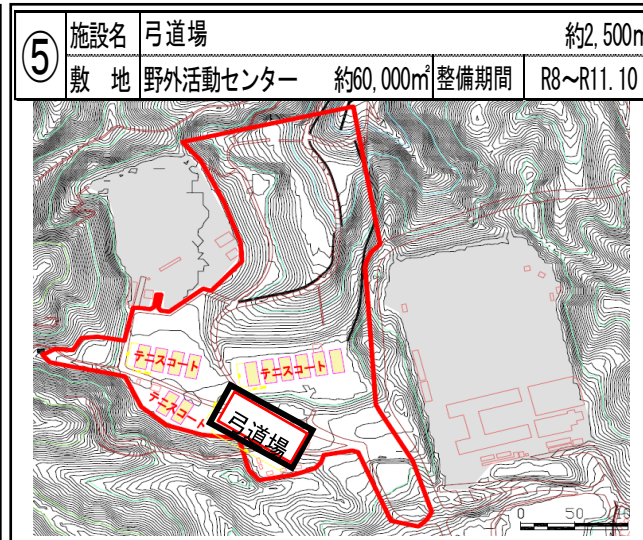 ⑤ 施設名 弓道場 約2,500m
敷 地 野外活動センター 約60,000㎡ 整備期間 R8～R11.10
テニスコート
テニスコート
テニスコート
弓道場
0 50